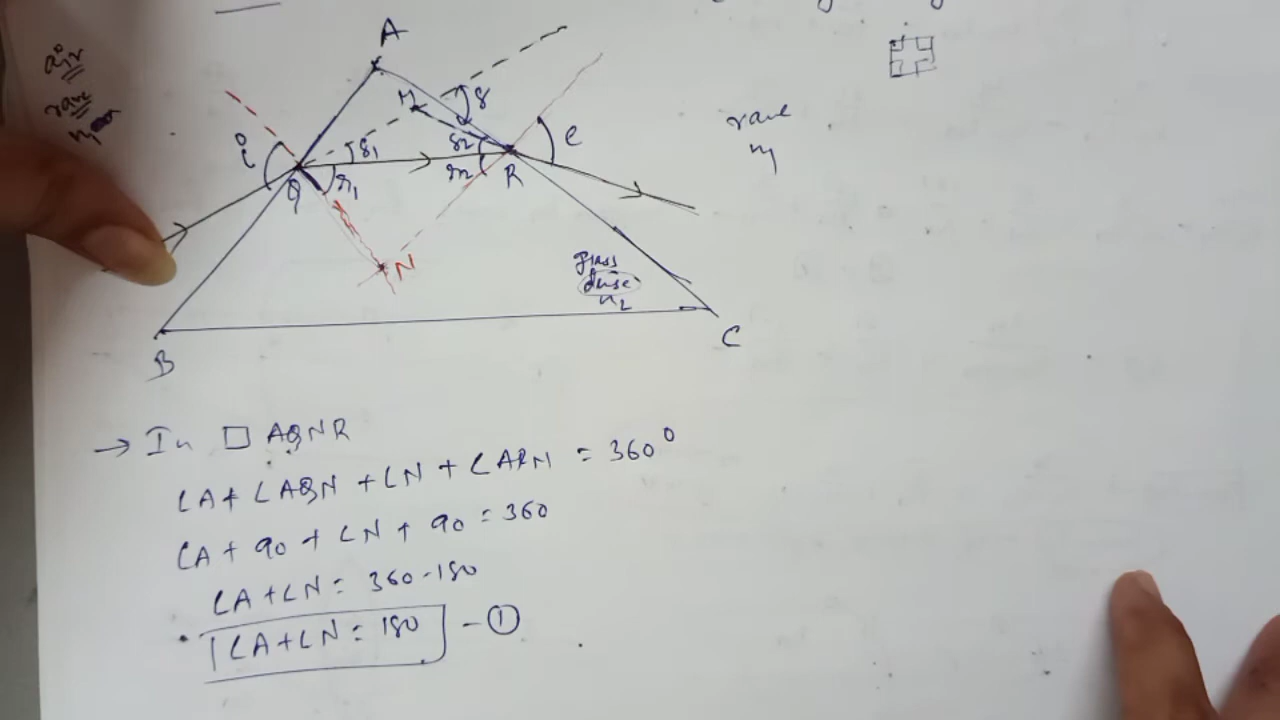 A
air
rare
n1
M
δ
i
δ1
δ2
e
rare
n1
Q
r1
r2
R
N
glass
dense
n2
B
C
→ In □ AQNR
∠A + ∠AQN + ∠N + ∠ARN = 360°
∠A + 90 + ∠N + 90 = 360
∠A + ∠N = 360 - 180
∠A + ∠N = 180 - ①